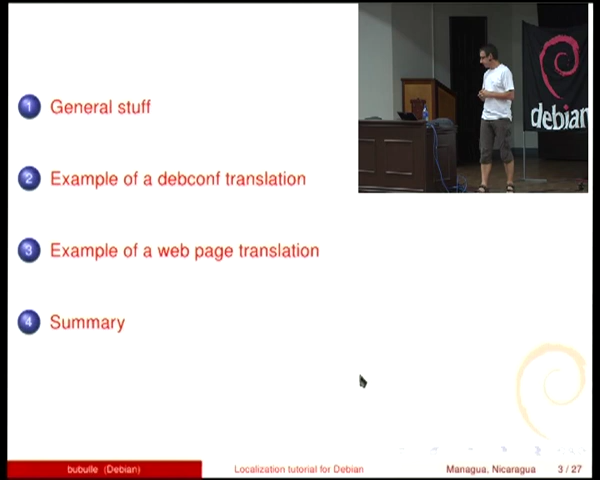 1 General stuff
2 Example of a debconf translation
3 Example of a web page translation
4 Summary
debian
bubulle (Debian)
Localization tutorial for Debian
Managua, Nicaragua
3 / 27